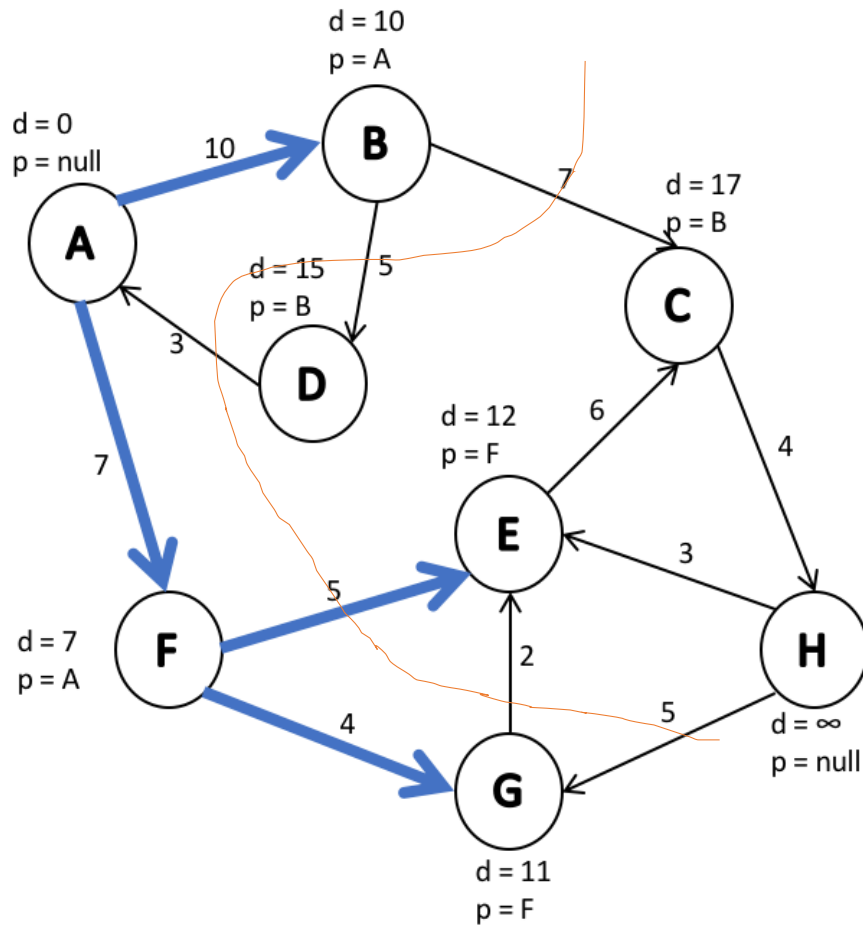 d = 10
p = A
d = 0
p = null
10
B
7
d = 17
p = B
A
d = 15
p = B
5
C
3
D
d = 12
p = F
6
4
7
E
3
5
F
2
H
d = 7
p = A
4
5
d = ∞
p = null
G
d = 11
p = F